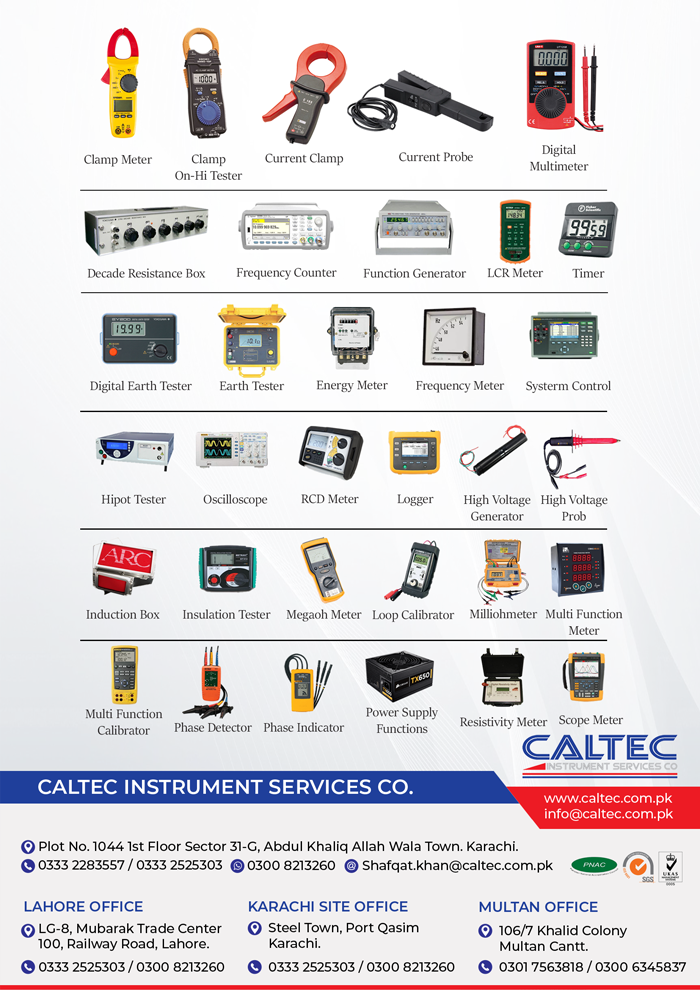 Clamp Meter
Clamp
On-Hi Tester
Current Clamp
Current Probe
Digital
Multimeter
Decade Resistance Box
Frequency Counter
Function Generator
LCR Meter
Timer
Digital Earth Tester
Earth Tester
Energy Meter
Frequency Meter
Systerm Control
Hipot Tester
Oscilloscope
RCD Meter
Logger
High Voltage
Generator
High Voltage
Prob
ARC
Induction Box
Insulation Tester
Megaoh Meter
Loop Calibrator
Milliohmeter
Multi Function
Meter
Multi Function
Calibrator
Phase Detector
Phase Indicator
TX650
Power Supply
Functions
Resistivity Meter
Scope Meter
CALTEC
INSTRUMENT SERVICES CO
CALTEC INSTRUMENT SERVICES CO.
www.caltec.com.pk
info@caltec.com.pk
Plot No. 1044 1st Floor Sector 31-G, Abdul Khaliq Allah Wala Town. Karachi.
0333 2283557 / 0333 2525303 0300 8213260 @ Shafqat.khan@caltec.com.pk
PNAC
SGS
UKAS
LAHORE OFFICE
LG-8, Mubarak Trade Center
100, Railway Road, Lahore.
0333 2525303 / 0300 8213260
KARACHI SITE OFFICE
Steel Town, Port Qasim
Karachi.
0333 2525303 / 0300 8213260
MULTAN OFFICE
106/7 Khalid Colony
Multan Cantt.
0301 7563818 / 0300 6345837